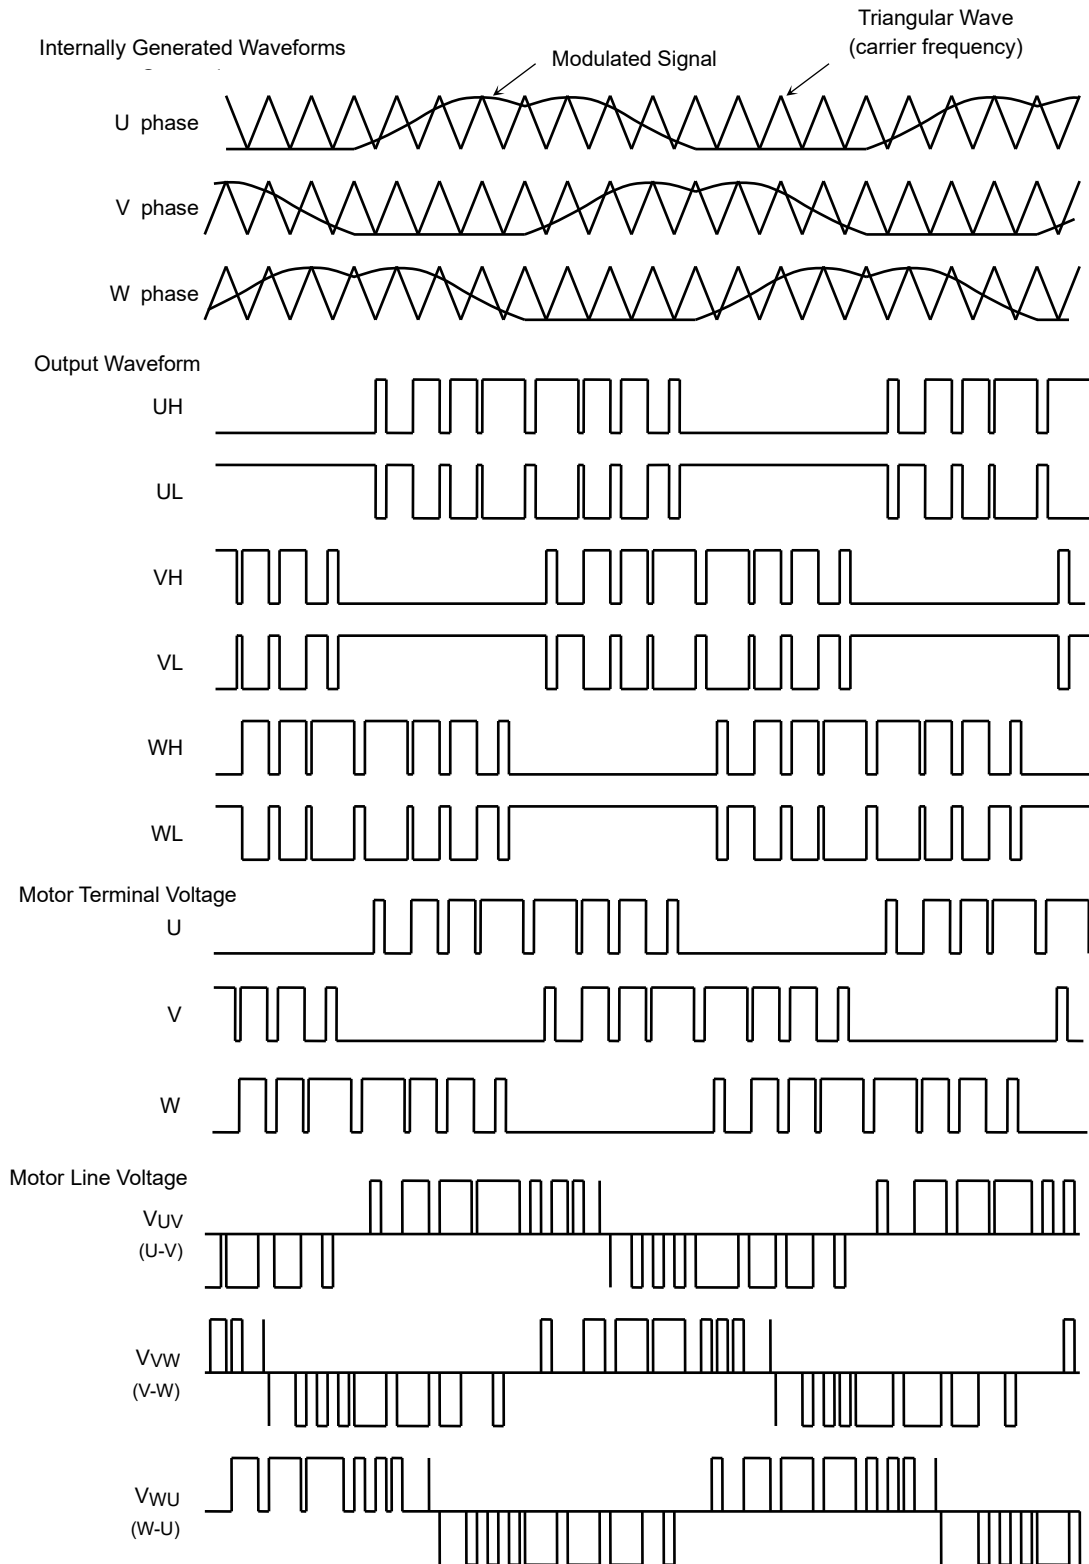 Triangular Wave
(carrier frequency)
Internally Generated Waveforms
Modulated Signal
U phase
V phase
W phase
Output Waveform
UH
UL
VH
VL
WH
WL
Motor Terminal Voltage
U
V
W
Motor Line Voltage
VUV
(U-V)
VVW
(V-W)
VWU
(W-U)